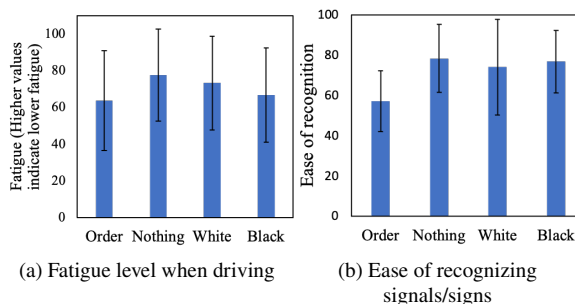 Fatigue (Higher values
indicate lower fatigue)
100
80
60
40
20
0
Order Nothing White Black
(a) Fatigue level when driving
Ease of recognition
100
80
60
40
20
0
Order Nothing White Black
(b) Ease of recognizing
signals/signs